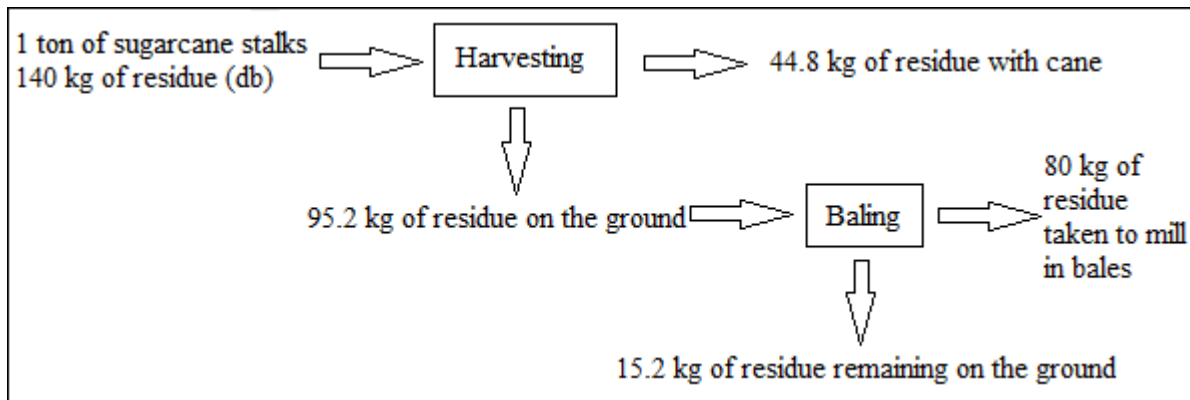 1 ton of sugarcane stalks
140 kg of residue (db)
Harvesting
44.8 kg of residue with cane
95.2 kg of residue on the ground
Baling
80 kg of
residue
taken to mill
in bales
15.2 kg of residue remaining on the ground